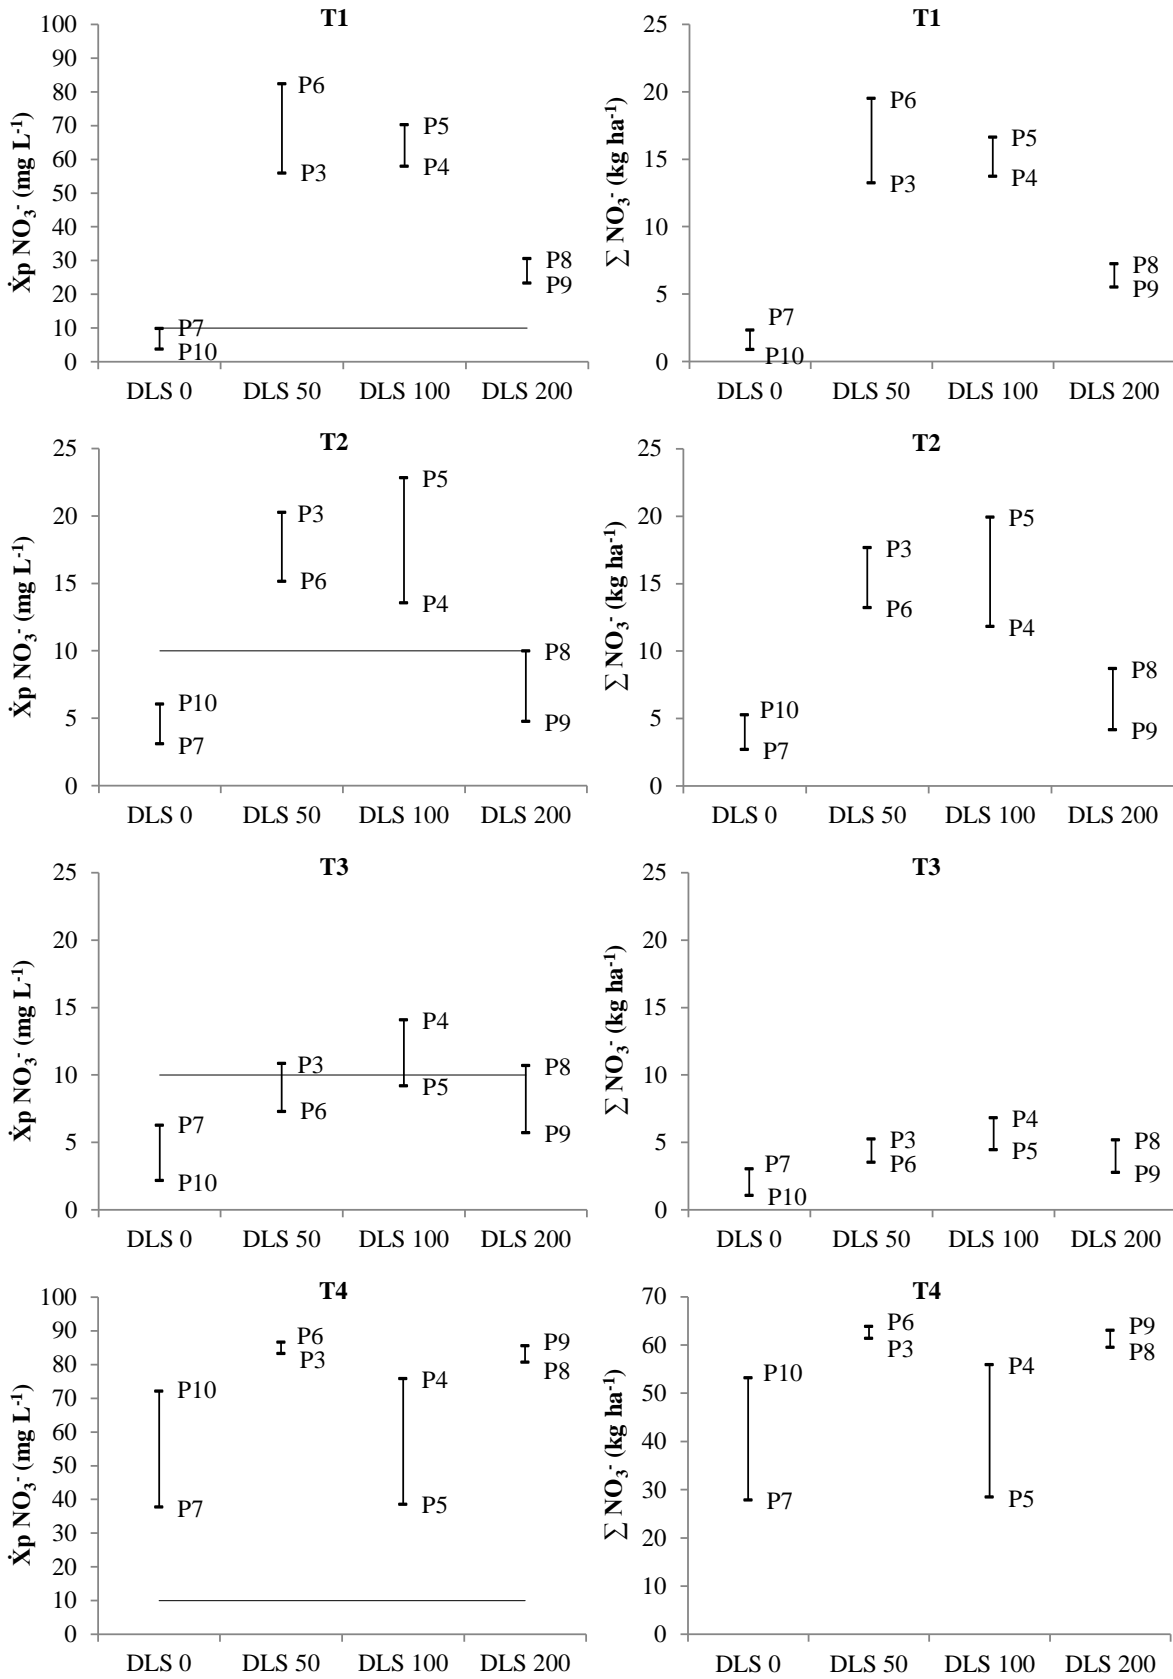 T1
Ẍp NO₃⁻ (mg L⁻¹)
100
90
80
70
60
50
40
30
20
10
0
P6
P3
P5
P4
P8
P9
P7
P10
DLS 0 DLS 50 DLS 100 DLS 200
T1
∑ NO₃⁻ (kg ha⁻¹)
25
20
15
10
5
0
P6
P3
P5
P4
P8
P9
P7
P10
DLS 0 DLS 50 DLS 100 DLS 200
T2
Ẍp NO₃⁻ (mg L⁻¹)
25
20
15
10
5
0
P5
P3
P6
P4
P8
P10
P9
P7
DLS 0 DLS 50 DLS 100 DLS 200
T2
∑ NO₃⁻ (kg ha⁻¹)
25
20
15
10
5
0
P5
P3
P6
P4
P8
P10
P9
P7
DLS 0 DLS 50 DLS 100 DLS 200
T3
Ẍp NO₃⁻ (mg L⁻¹)
25
20
15
10
5
0
P4
P3
P8
P5
P6
P7
P9
P10
DLS 0 DLS 50 DLS 100 DLS 200
T3
∑ NO₃⁻ (kg ha⁻¹)
25
20
15
10
5
0
P4
P3
P8
P5
P6
P7
P9
P10
DLS 0 DLS 50 DLS 100 DLS 200
T4
Ẍp NO₃⁻ (mg L⁻¹)
100
90
80
70
60
50
40
30
20
10
0
P6
P3
P9
P8
P10
P4
P7
P5
DLS 0 DLS 50 DLS 100 DLS 200
T4
∑ NO₃⁻ (kg ha⁻¹)
70
60
50
40
30
20
10
0
P6
P3
P9
P8
P10
P4
P7
P5
DLS 0 DLS 50 DLS 100 DLS 200